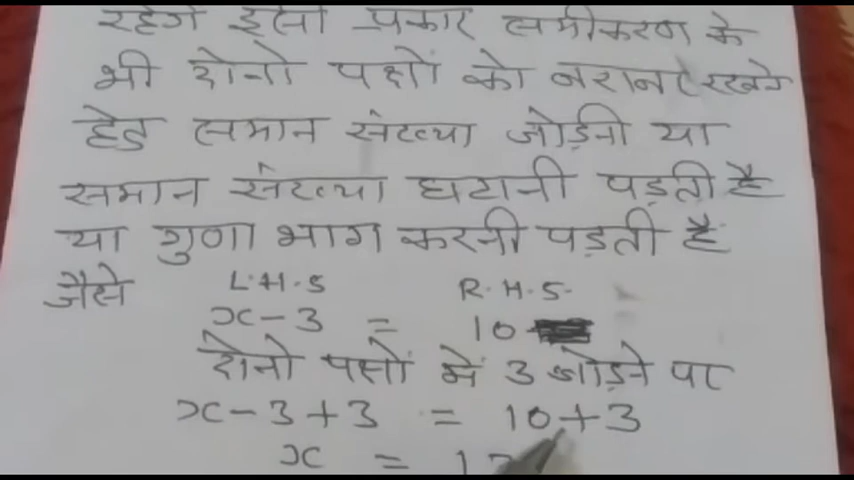 रहेगे इसी प्रकार समीकरण के
भी दोनो पक्षों को बराबर रखने
हेतु समान संख्या जोड़नी या
समान संख्या घटानी पड़ती है
या गुणा भाग करनी पड़ती है
जैसे L.H.S R.H.S.
x - 3 = 10
दोनो पक्षों में 3 जोड़ने पर
x - 3 + 3 = 10 + 3
x =